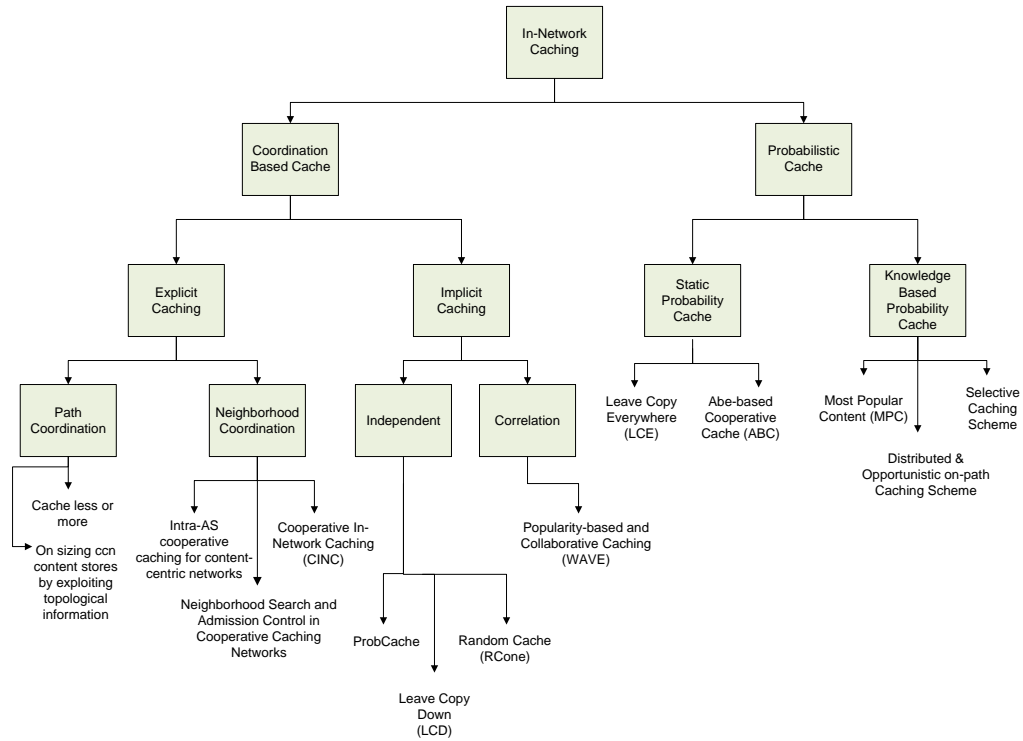 In-Network
Caching
Coordination
Based Cache
Probabilistic
Cache
Explicit
Caching
Implicit
Caching
Static
Probability
Cache
Knowledge
Based
Probability
Cache
Path
Coordination
Neighborhood
Coordination
Independent
Correlation
Leave Copy
Everywhere
(LCE)
Abe-based
Cooperative
Cache (ABC)
Most Popular
Content (MPC)
Selective
Caching
Scheme
Distributed &
Opportunistic on-path
Caching Scheme
Cache less or
more
On sizing ccn
content stores
by exploiting
topological
information
Intra-AS
cooperative
caching for content-
centric networks
Cooperative In-
Network Caching
(CINC)
Neighborhood Search and
Admission Control in
Cooperative Caching
Networks
Popularity-based and
Collaborative Caching
(WAVE)
ProbCache
Random Cache
(RCone)
Leave Copy
Down
(LCD)